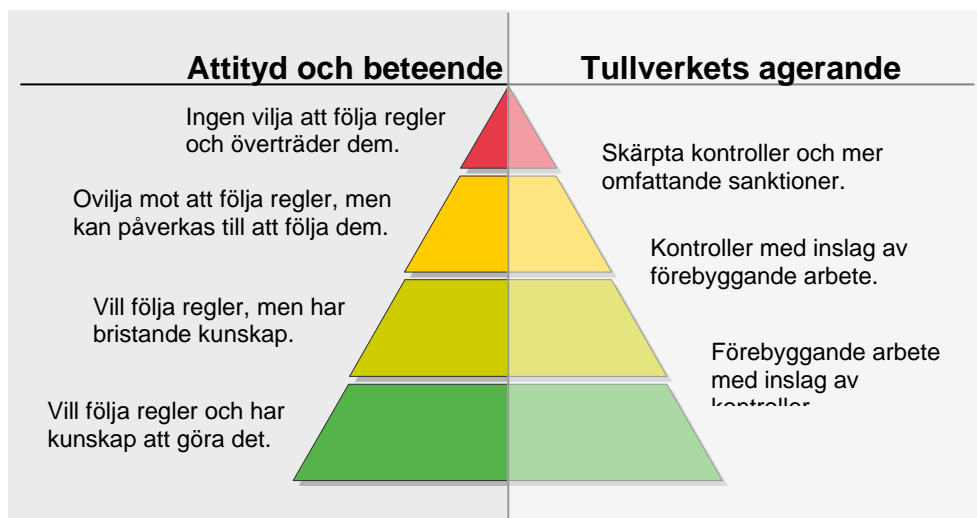 Attityd och beteende
Tullverkets agerande
Ingen vilja att följa regler
och överträder dem.
Skärpta kontroller och mer
omfattande sanktioner.
Ovilja mot att följa regler, men
kan påverkas till att följa dem.
Kontroller med inslag av
förebyggande arbete.
Vill följa regler, men har
bristande kunskap.
Förebyggande arbete
med inslag av
kontroller.
Vill följa regler och har
kunskap att göra det.